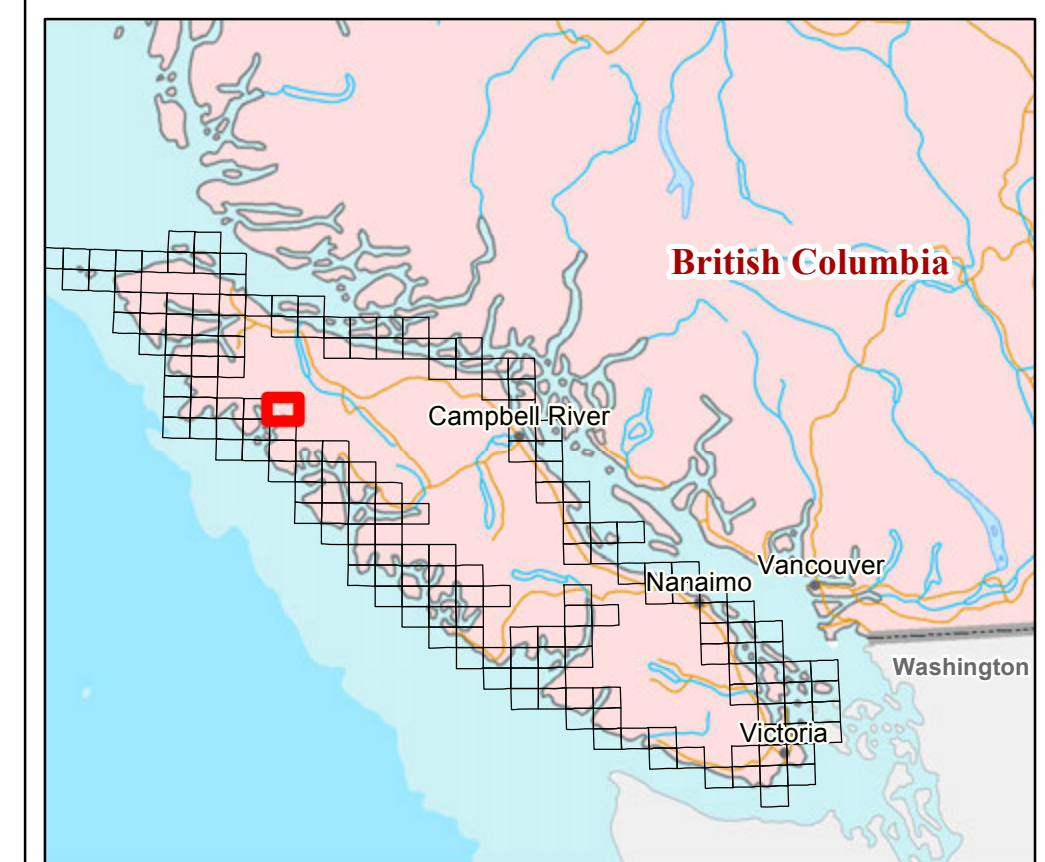 British Columbia
Campbell River
Vancouver
Nanaimo
Washington
Victoria